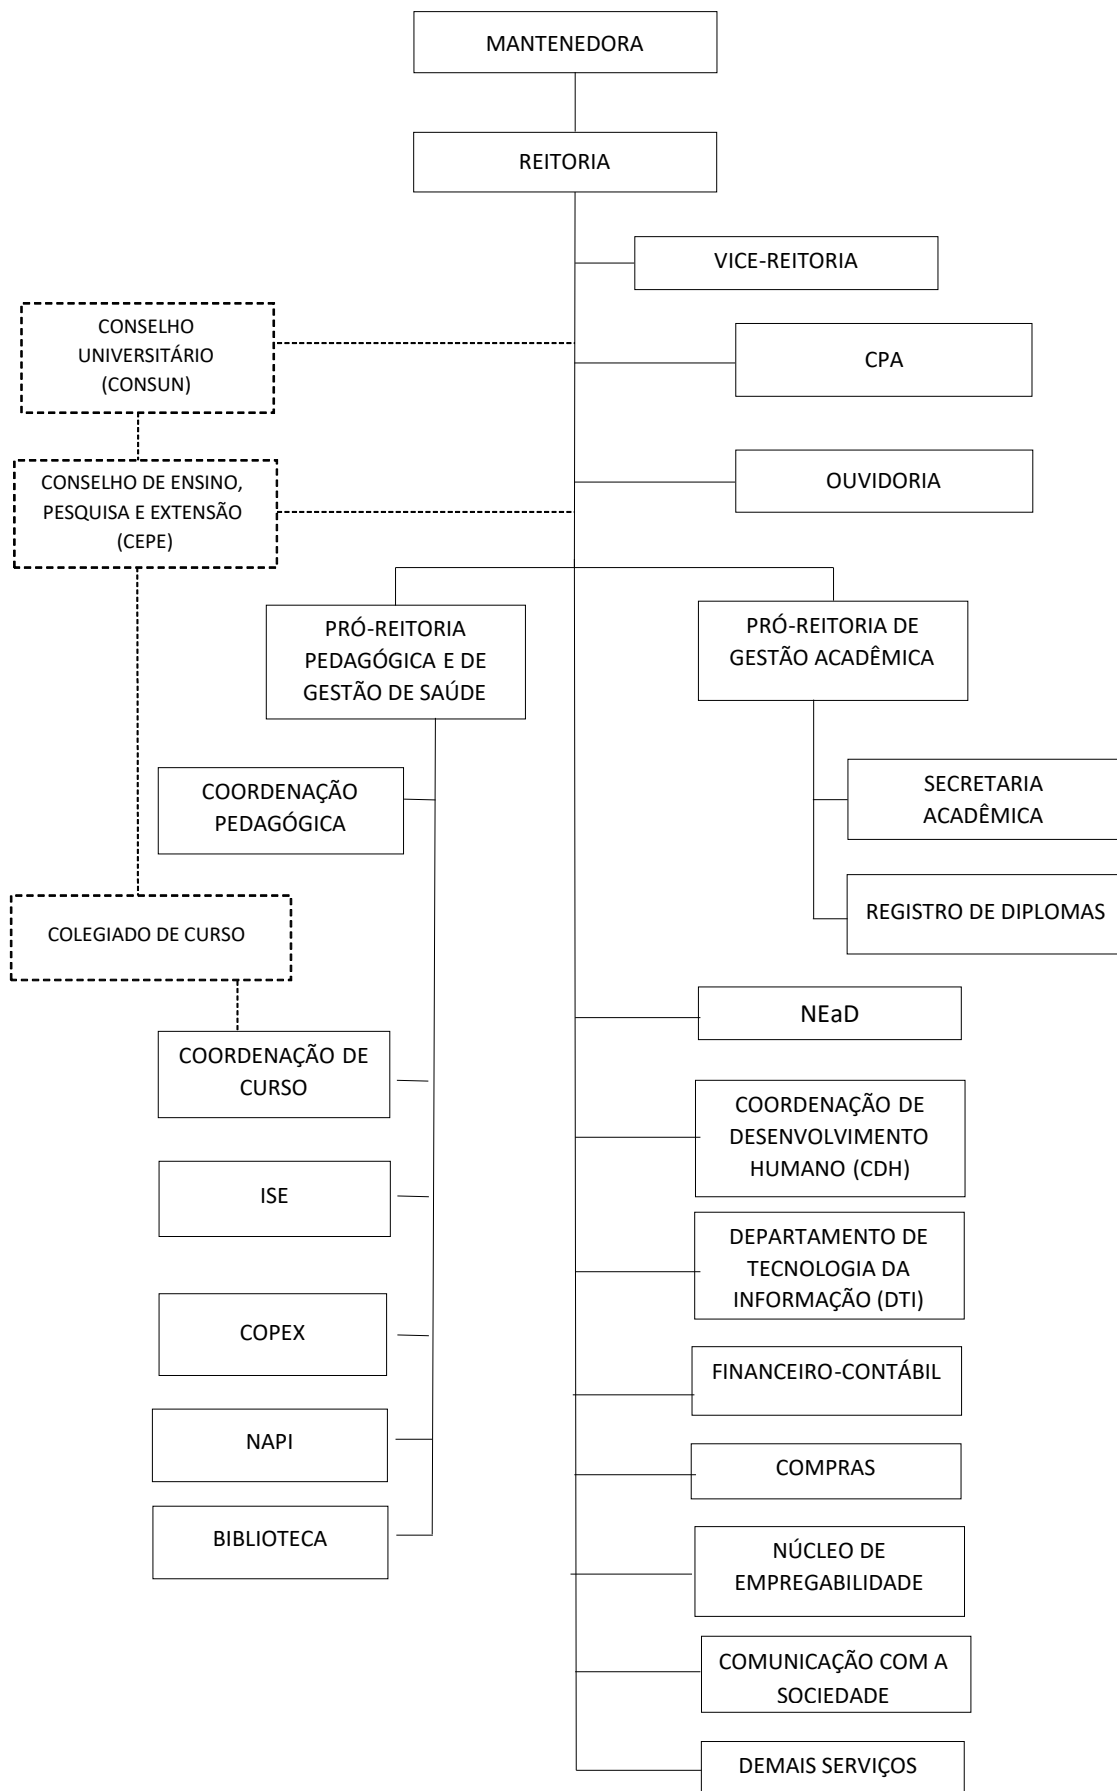 MANTENEDORA
REITORIA
VICE-REITORIA
CONSELHO
UNIVERSITÁRIO
(CONSUN)
CPA
CONSELHO DE ENSINO,
PESQUISA E EXTENSÃO
(CEPE)
OUVIDORIA
PRÓ-REITORIA
PEDAGÓGICA E DE
GESTÃO DE SAÚDE
PRÓ-REITORIA DE
GESTÃO ACADÊMICA
COORDENAÇÃO
PEDAGÓGICA
SECRETARIA
ACADÊMICA
REGISTRO DE DIPLOMAS
COLEGIADO DE CURSO
NEaD
COORDENAÇÃO DE
CURSO
COORDENAÇÃO DE
DESENVOLVIMENTO
HUMANO (CDH)
ISE
DEPARTAMENTO DE
TECNOLOGIA DA
INFORMAÇÃO (DTI)
COPEX
FINANCEIRO-CONTÁBIL
NAPI
COMPRAS
BIBLIOTECA
NÚCLEO DE
EMPREGABILIDADE
COMUNICAÇÃO COM A
SOCIEDADE
DEMAIS SERVIÇOS